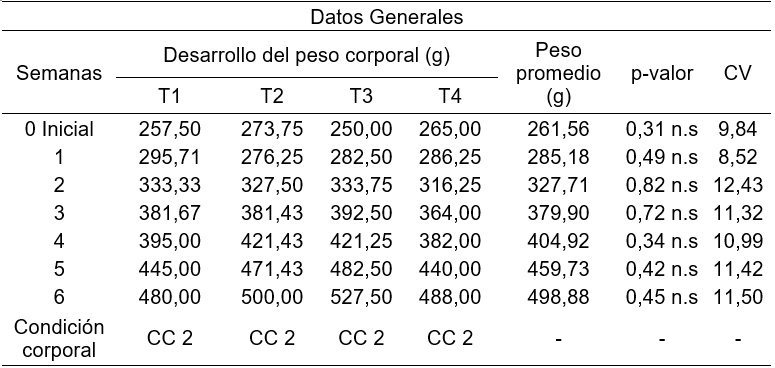 Datos Generales
Semanas Desarrollo del peso corporal (g) Peso promedio (g) p-valor CV
T1 T2 T3 T4
0 Inicial 257,50 273,75 250,00 265,00 261,56 0,31 n.s 9,84
1 295,71 276,25 282,50 286,25 285,18 0,49 n.s 8,52
2 333,33 327,50 333,75 316,25 327,71 0,82 n.s 12,43
3 381,67 381,43 392,50 364,00 379,90 0,72 n.s 11,32
4 395,00 421,43 421,25 382,00 404,92 0,34 n.s 10,99
5 445,00 471,43 482,50 440,00 459,73 0,42 n.s 11,42
6 480,00 500,00 527,50 488,00 498,88 0,45 n.s 11,50
Condición corporal CC 2 CC 2 CC 2 CC 2 - - -